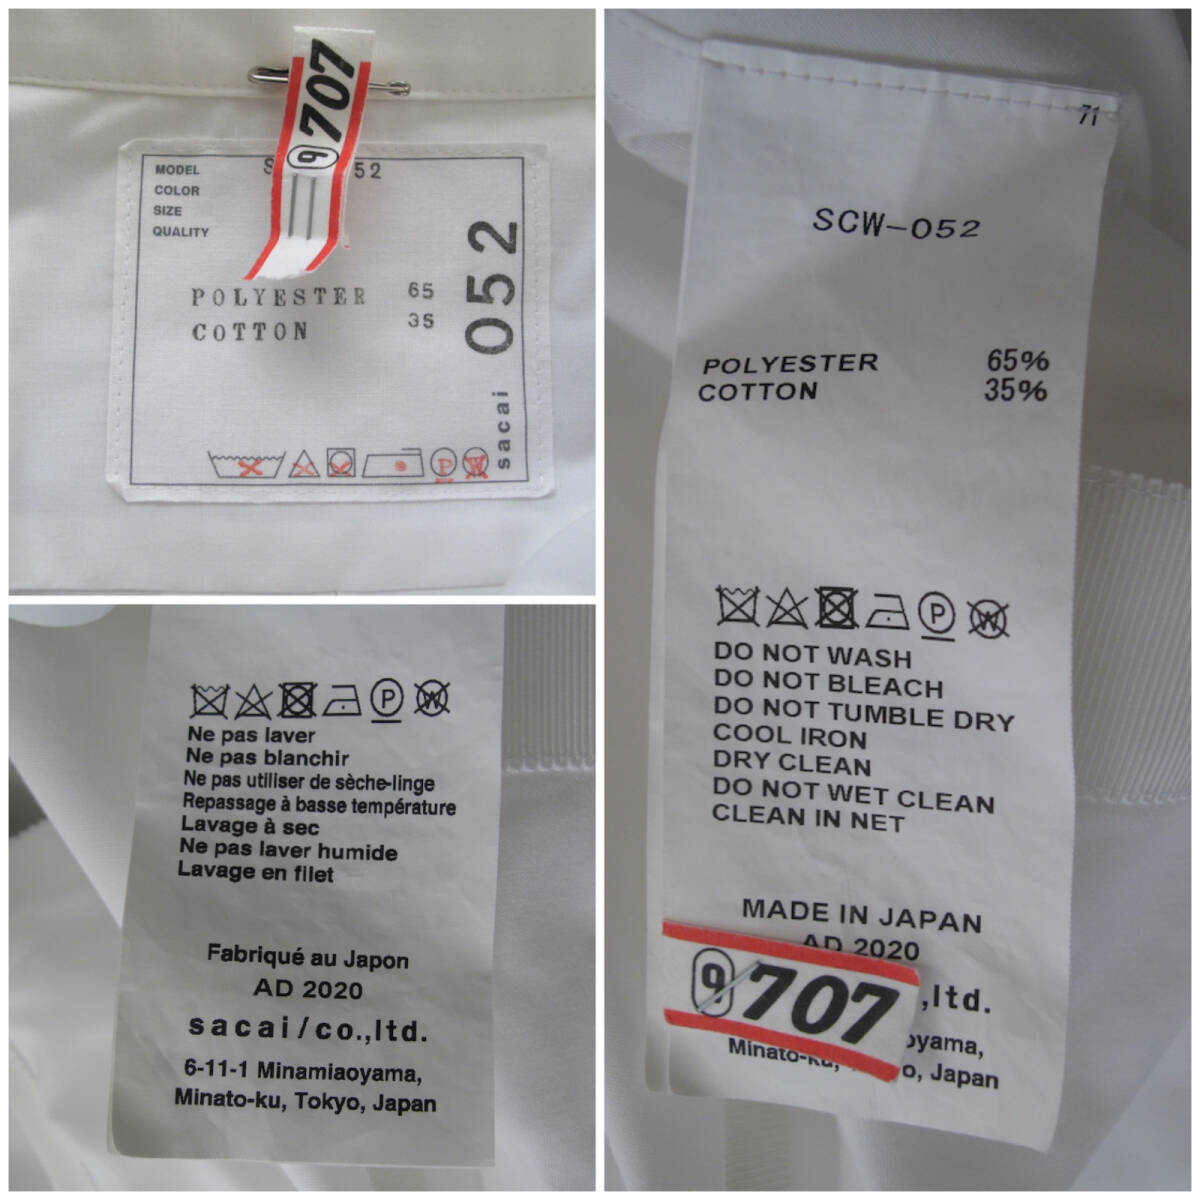 707
9
MODEL S 52
COLOR
SIZE
QUALITY
POLYESTER 65
COTTON 35
052
sacai
P
W
P W
Ne pas laver
Ne pas blanchir
Ne pas utiliser de sèche-linge
Repassage à basse température
Lavage à sec
Ne pas laver humide
Lavage en filet
Fabriqué au Japon
AD 2020
sacai/co.,ltd.
6-11-1 Minamiaoyama,
Minato-ku, Tokyo, Japan
71
SCW-052
POLYESTER 65%
COTTON 35%
P W
DO NOT WASH
DO NOT BLEACH
DO NOT TUMBLE DRY
COOL IRON
DRY CLEAN
DO NOT WET CLEAN
CLEAN IN NET
MADE IN JAPAN
AD 2020
9 707
,ltd.
oyama,
Minato-ku, o, Japan